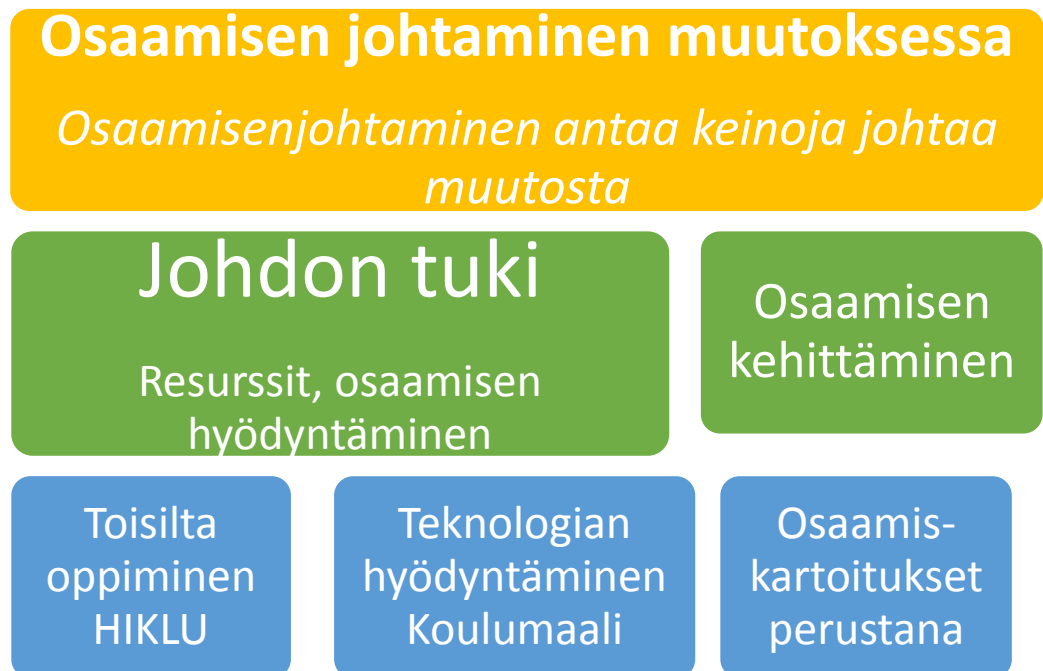 Osaamisen johtaminen muutoksessa
Osaamisenjohtaminen antaa keinoja johtaa
muutosta
Johdon tuki
Resurssit, osaamisen
hyödyntäminen
Osaamisen
kehittäminen
Toisilta
oppiminen
HIKLU
Teknologian
hyödyntäminen
Koulumaali
Osaamis-
kartoitukset
perustana